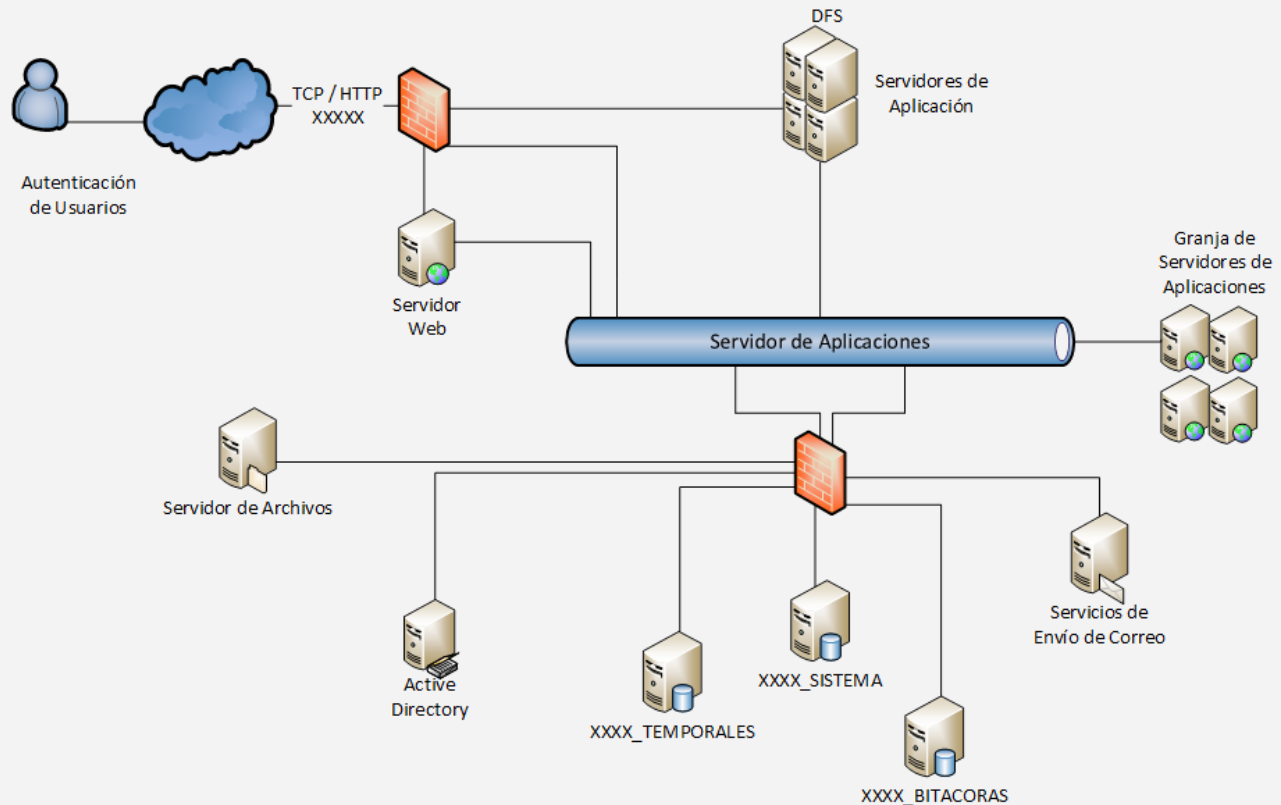 DFS
Servidores de
Aplicación
TCP / HTTP
XXXXX
Autenticación
de Usuarios
Servidor
Web
Granja de
Servidores de
Aplicaciones
Servidor de Aplicaciones
Servidor de Archivos
Active
Directory
XXXX_TEMPORALES
XXXX_SISTEMA
XXXX_BITACORAS
Servicios de
Envío de Correo